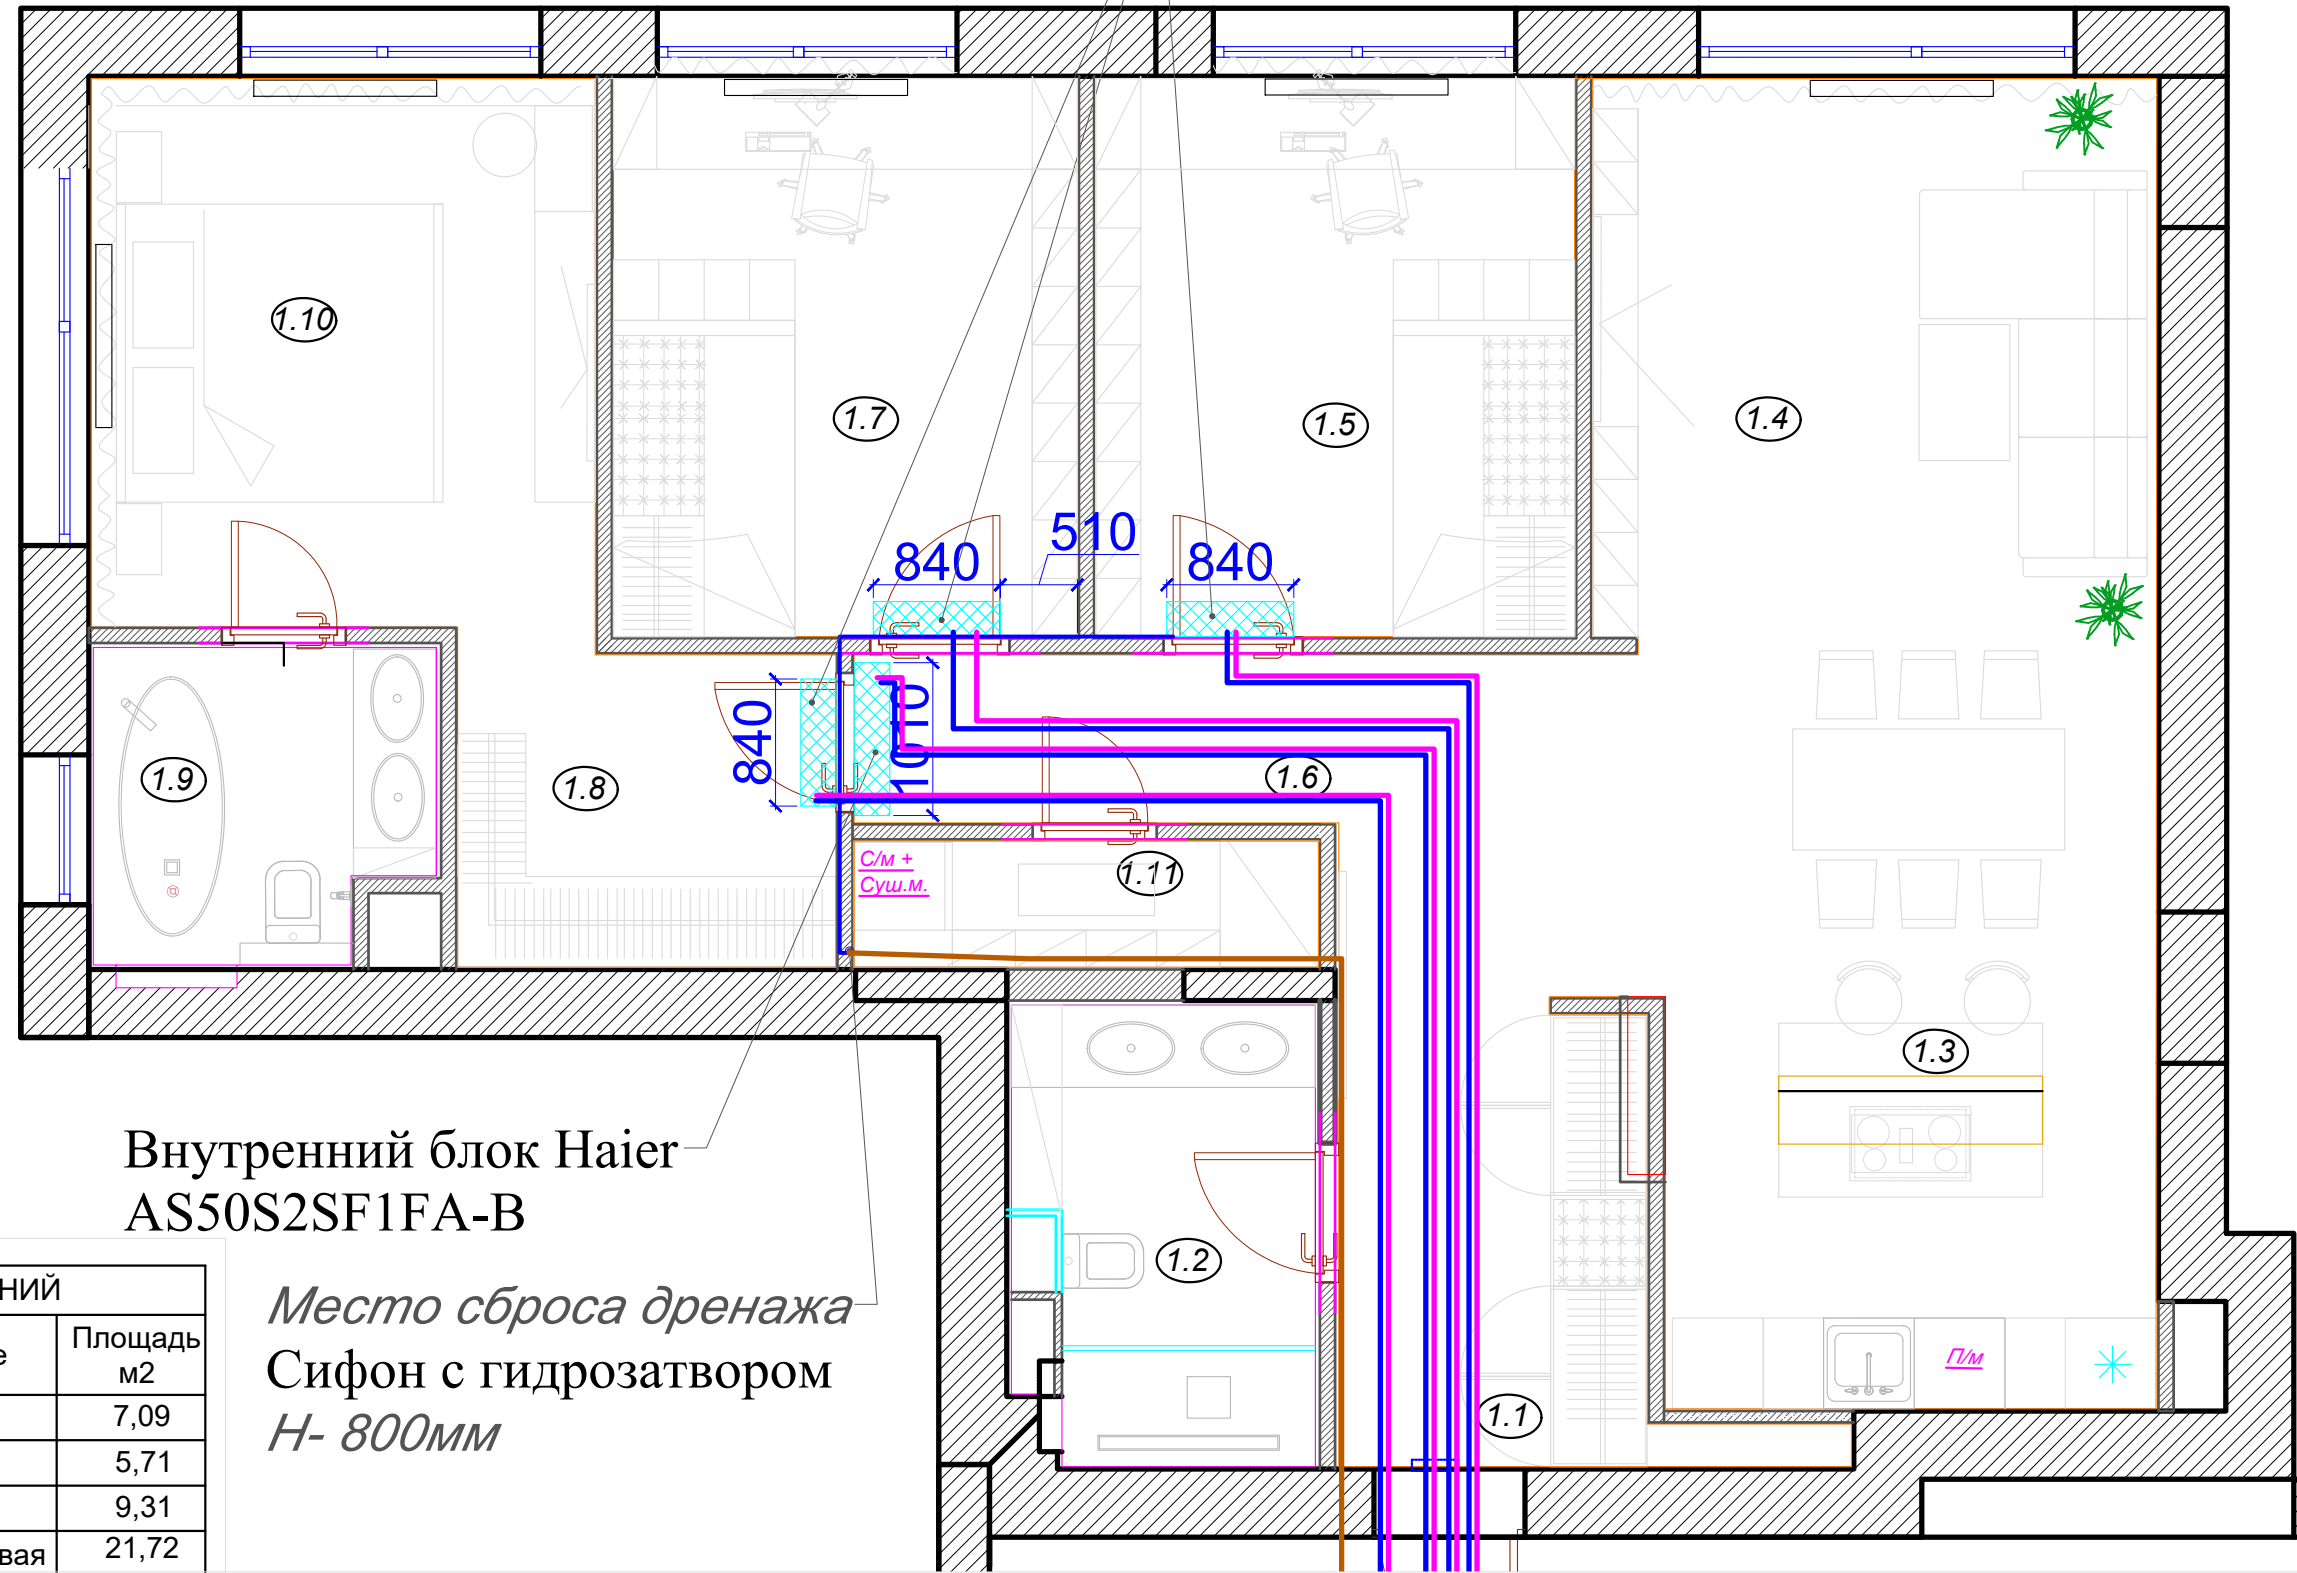 1.10
1.7
1.5
1.4
840
510
840
840
1010
1.9
1.8
1.6
С/м +
Суш.м.
1.11
1.3
Внутренний блок Haier
AS50S2SF1FA-B
1.2
Место сброса дренажа
Сифон с гидрозатвором
Н- 800мм
П/м
1.1
НИЙ
е
Площадь
м2
7,09
5,71
9,31
вая
21,72